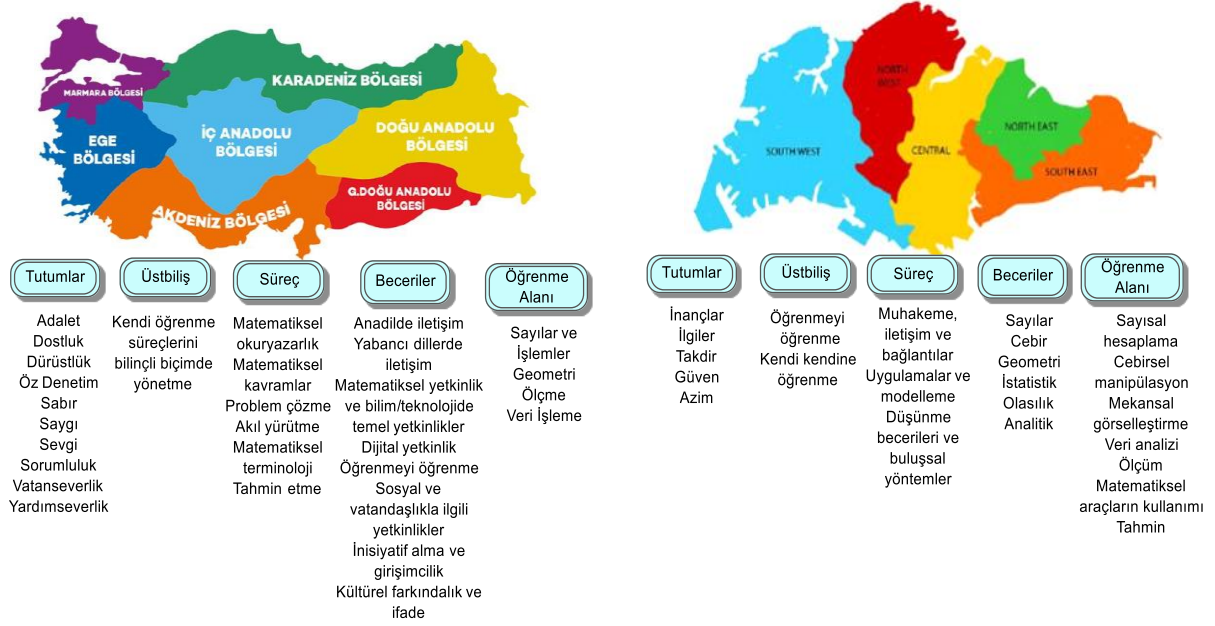 MARMARA BÖLGESİ
KARADENİZ BÖLGESİ
EGE
BÖLGESİ
İÇ ANADOLU
BÖLGESİ
DOĞU ANADOLU
BÖLGESİ
G.DOĞU ANADOLU
BÖLGESİ
AKDENİZ BÖLGESİ
Tutumlar
Adalet
Dostluk
Dürüstlük
Öz Denetim
Sabır
Saygı
Sevgi
Sorumluluk
Vatanseverlik
Yardımseverlik
Üstbiliş
Kendi öğrenme
süreçlerini
bilinçli biçimde
yönetme
Süreç
Matematiksel
okuryazarlık
Matematiksel
kavramlar
Problem çözme
Akıl yürütme
Matematiksel
terminoloji
Tahmin etme
Beceriler
Anadilde iletişim
Yabancı dillerde
iletişim
Matematiksel yetkinlik
ve bilim/teknolojide
temel yetkinlikler
Dijital yetkinlik
Öğrenmeyi öğrenme
Sosyal ve
vatandaşlıkla ilgili
yetkinlikler
İnisiyatif alma ve
girişimcilik
Kültürel farkındalık ve
ifade
Öğrenme
Alanı
Sayılar ve
İşlemler
Geometri
Ölçme
Veri İşleme
NORTH
WEST
SOUTH WEST
CENTRAL
NORTH EAST
SOUTH EAST
Tutumlar
İnançlar
İlgiler
Takdir
Güven
Azim
Üstbiliş
Öğrenmeyi
öğrenme
Kendi kendine
öğrenme
Süreç
Muhakeme,
iletişim ve
bağlantılar
Uygulamalar ve
modelleme
Düşünme
becerileri ve
buluşsal
yöntemler
Beceriler
Sayılar
Cebir
Geometri
İstatistik
Olasılık
Analitik
Öğrenme
Alanı
Sayısal
hesaplama
Cebirsel
manipülasyon
Mekansal
görselleştirme
Veri analizi
Ölçüm
Matematiksel
araçların kullanımı
Tahmin